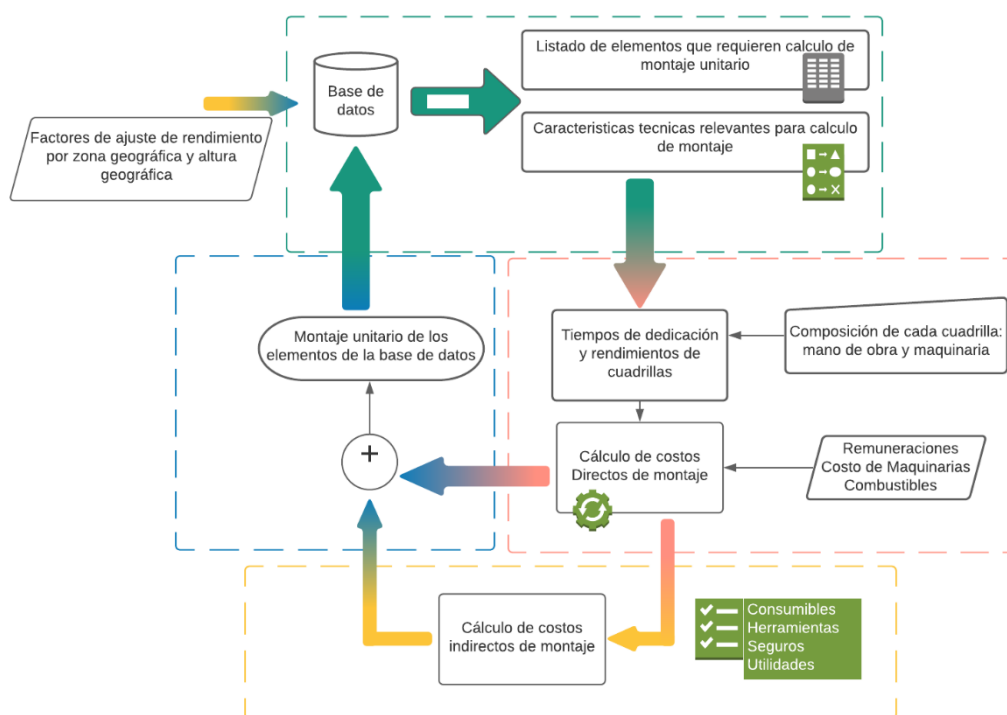 Listado de elementos que requieren calculo de
montaje unitario
Base de
datos
Factores de ajuste de rendimiento
por zona geográfica y altura
geográfica
Caracteristicas tecnicas relevantes para calculo
de montaje
Montaje unitario de los
elementos de la base de datos
Tiempos de dedicación
y rendimientos de
cuadrillas
Composición de cada cuadrilla:
mano de obra y maquinaria
+
Cálculo de costos
Directos de montaje
Remuneraciones
Costo de Maquinarias
Combustibles
Cálculo de costos
indirectos de montaje
Consumibles
Herramientas
Seguros
Utilidades